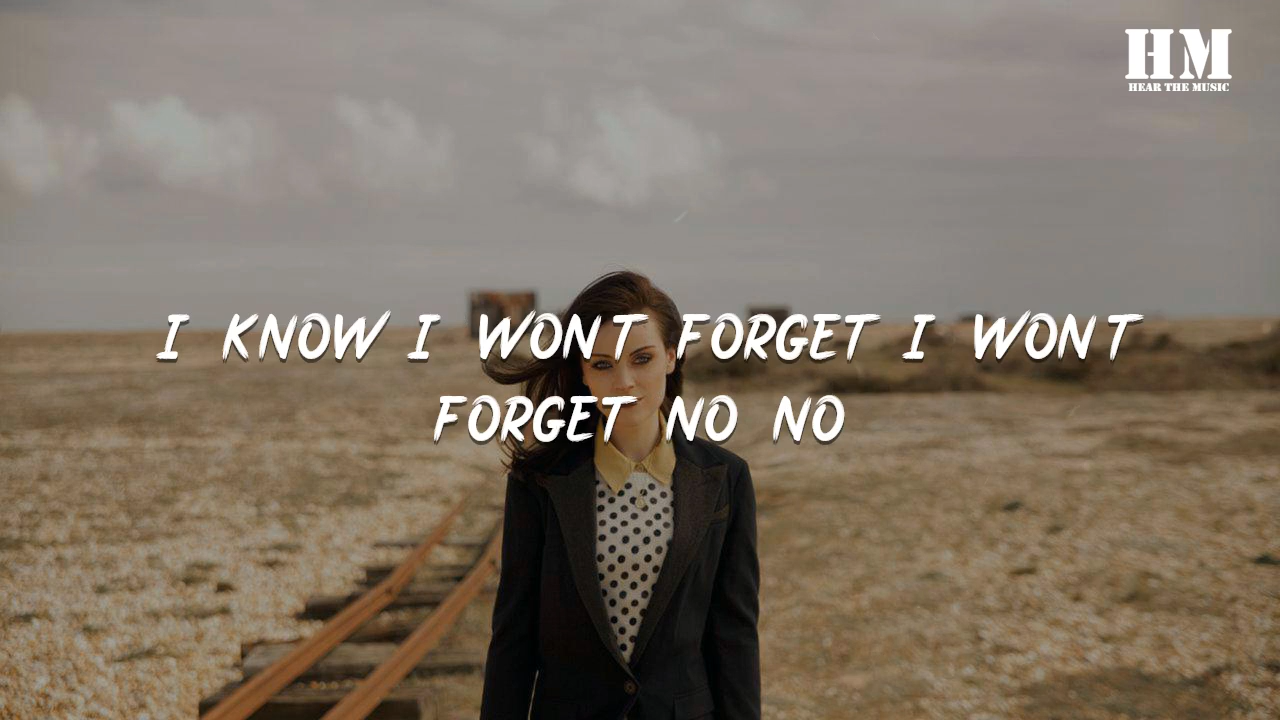 HM
HEAR THE MUSIC
I KNOW I WONT FORGET I WONT
FORGET NO NO